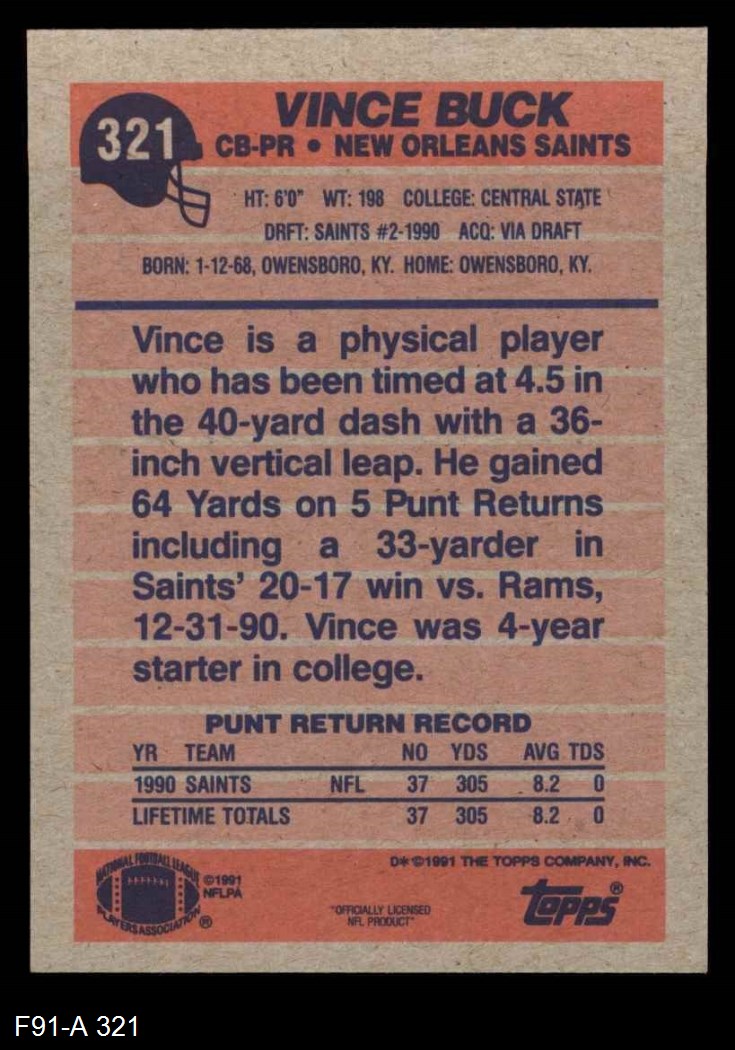 321
VINCE BUCK
CB-PR • NEW ORLEANS SAINTS
HT: 6'0" WT: 198 COLLEGE: CENTRAL STATE
DRFT: SAINTS #2-1990 ACQ: VIA DRAFT
BORN: 1-12-68, OWENSBORO, KY. HOME: OWENSBORO, KY.
Vince is a physical player
who has been timed at 4.5 in
the 40-yard dash with a 36-
inch vertical leap. He gained
64 Yards on 5 Punt Returns
including a 33-yarder in
Saints' 20-17 win vs. Rams,
12-31-90. Vince was 4-year
starter in college.
PUNT RETURN RECORD
YR TEAM NO YDS AVG TDS
1990 SAINTS NFL 37 305 8.2 0
LIFETIME TOTALS 37 305 8.2 0
D*©1991 THE TOPPS COMPANY, INC.
NATIONAL FOOTBALL LEAGUE
PLAYERS ASSOCIATION ®
©1991
NFLPA
"OFFICIALLY LICENSED
NFL PRODUCT"
topps®
F91-A 321